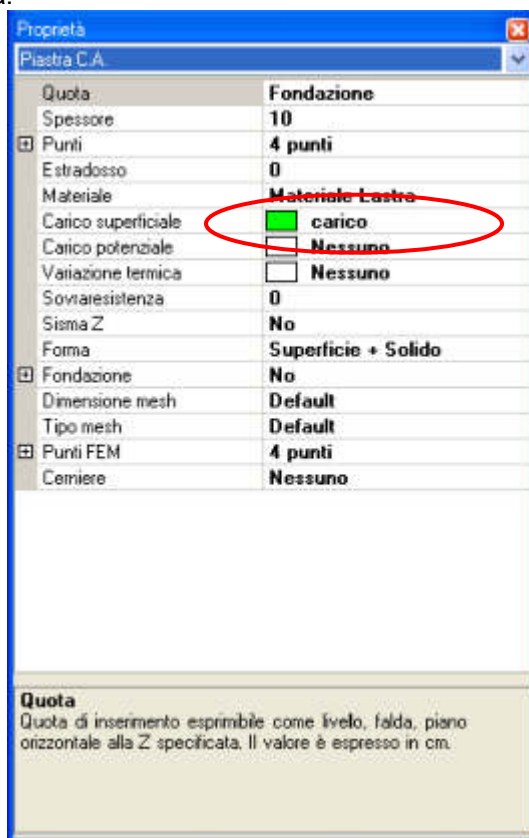 Proprietà
Piastra C.A.
Quota Fondazione
Spessore 10
Punti 4 punti
Estradosso 0
Materiale Materiale Lastra
Carico superficiale carico
Carico potenziale Nessuno
Variazione termica Nessuno
Sovraresistenza 0
Sisma Z No
Forma Superficie + Solido
Fondazione No
Dimensione mesh Default
Tipo mesh Default
Punti FEM 4 punti
Cerniere Nessuno
Quota
Quota di inserimento esprimibile come livelo, falda, piano
orizzontale alla Z specificata. Il valore è espresso in cm.